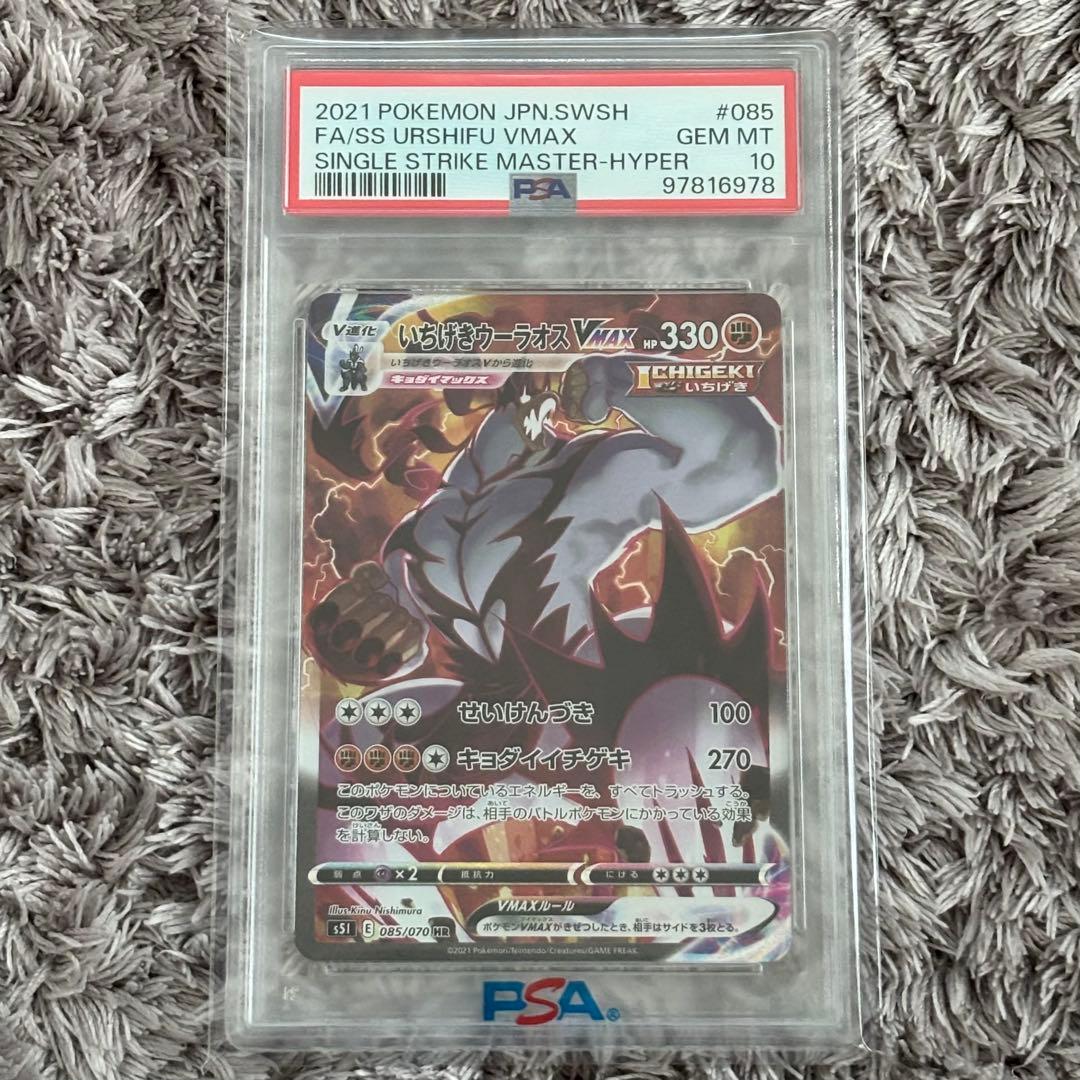 2021 POKEMON JPN.SWSH #085
FA/SS URSHIFU VMAX GEM MT
SINGLE STRIKE MASTER-HYPER 10
97816978
PSA
V進化 いちげきウーラオス VMAX HP 330
いちげきウーラオスVから進化
キョダイマックス
ICHIGEKI
いちげき
せいけんづき 100
キョダイイチゲキ 270
このポケモンについているエネルギーを、すべてトラッシュする。
このワザのダメージは、相手のバトルポケモンにかかっている効果
を計算しない。
弱点 ×2 抵抗力 にげる
Illus. Kinu Nishimura
VMAXルール
s5I E 085/070 HR
ポケモンVMAXがきぜつしたとき、相手はサイドを3枚とる。
©2021 Pokémon/Nintendo/Creatures/GAME FREAK.
PSA®